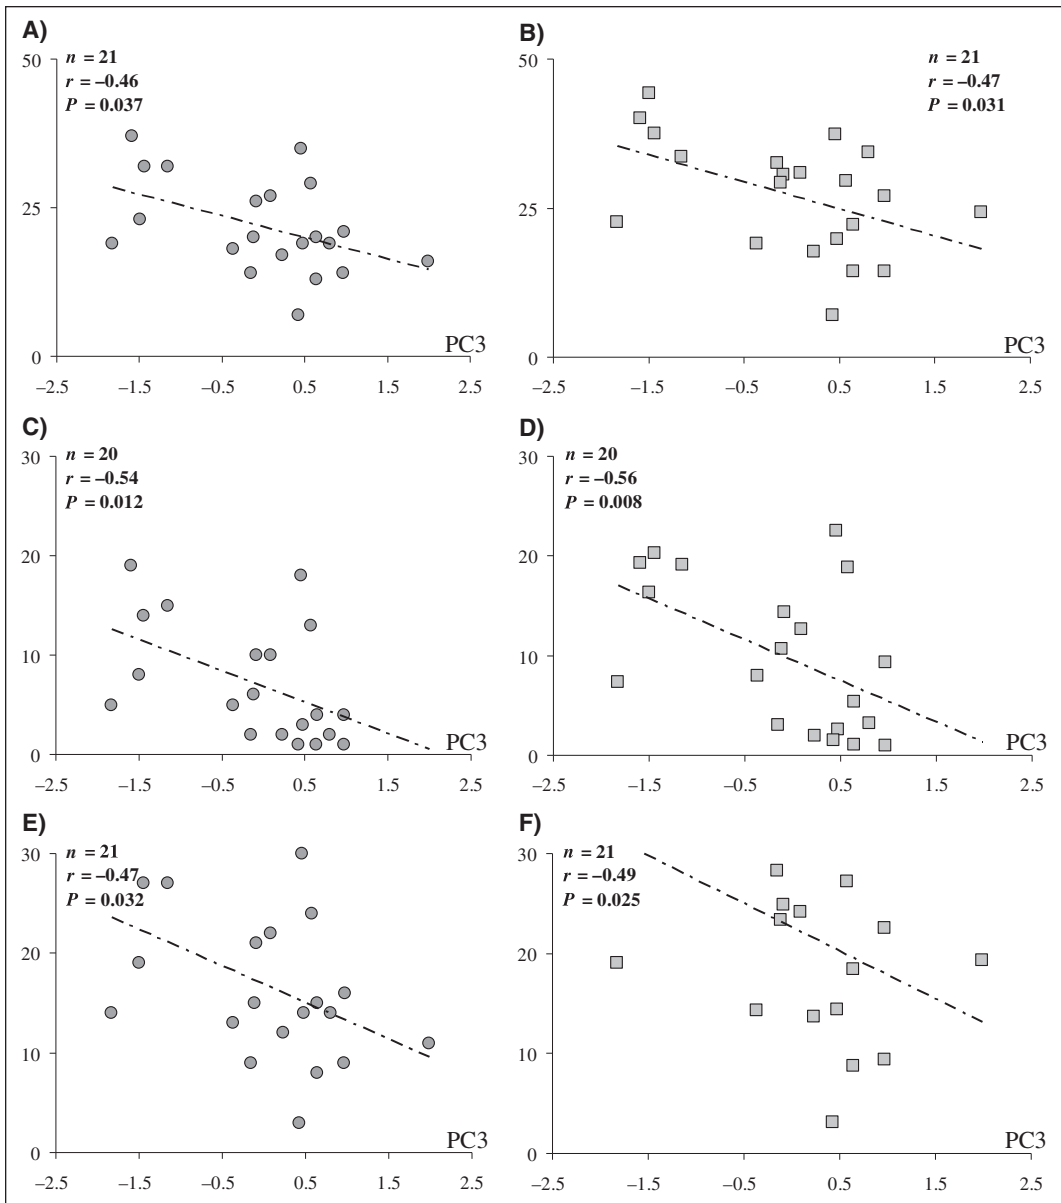 A)
n = 21
r = –0.46
P = 0.037
50
25
0
PC3
–2.5 –1.5 –0.5 0.5 1.5 2.5
B)
n = 21
r = –0.47
P = 0.031
50
25
0
PC3
–2.5 –1.5 –0.5 0.5 1.5 2.5
C)
n = 20
r = –0.54
P = 0.012
30
20
10
0
PC3
–2.5 –1.5 –0.5 0.5 1.5 2.5
D)
n = 20
r = –0.56
P = 0.008
30
20
10
0
PC3
–2.5 –1.5 –0.5 0.5 1.5 2.5
E)
n = 21
r = –0.47
P = 0.032
30
20
10
0
PC3
–2.5 –1.5 –0.5 0.5 1.5 2.5
F)
n = 21
r = –0.49
P = 0.025
30
20
10
0
PC3
–2.5 –1.5 –0.5 0.5 1.5 2.5